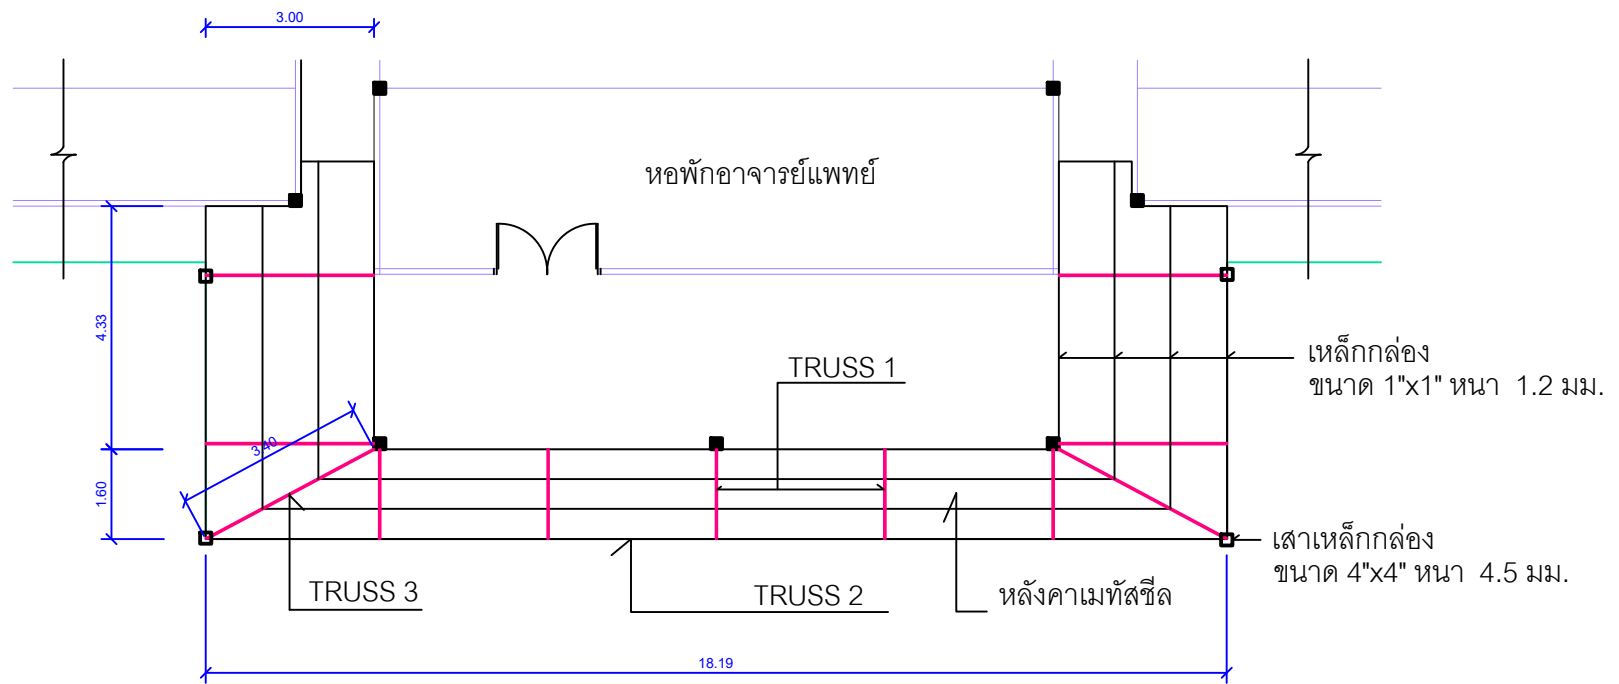 3.00
หอพักอาจารย์แพทย์
4.33
TRUSS 1
เหล็กกล่อง
ขนาด 1"x1" หนา 1.2 มม.
3.40
1.60
เสาเหล็กกล่อง
ขนาด 4"x4" หนา 4.5 มม.
TRUSS 3
TRUSS 2
หลังคาเมทัสชีล
18.19